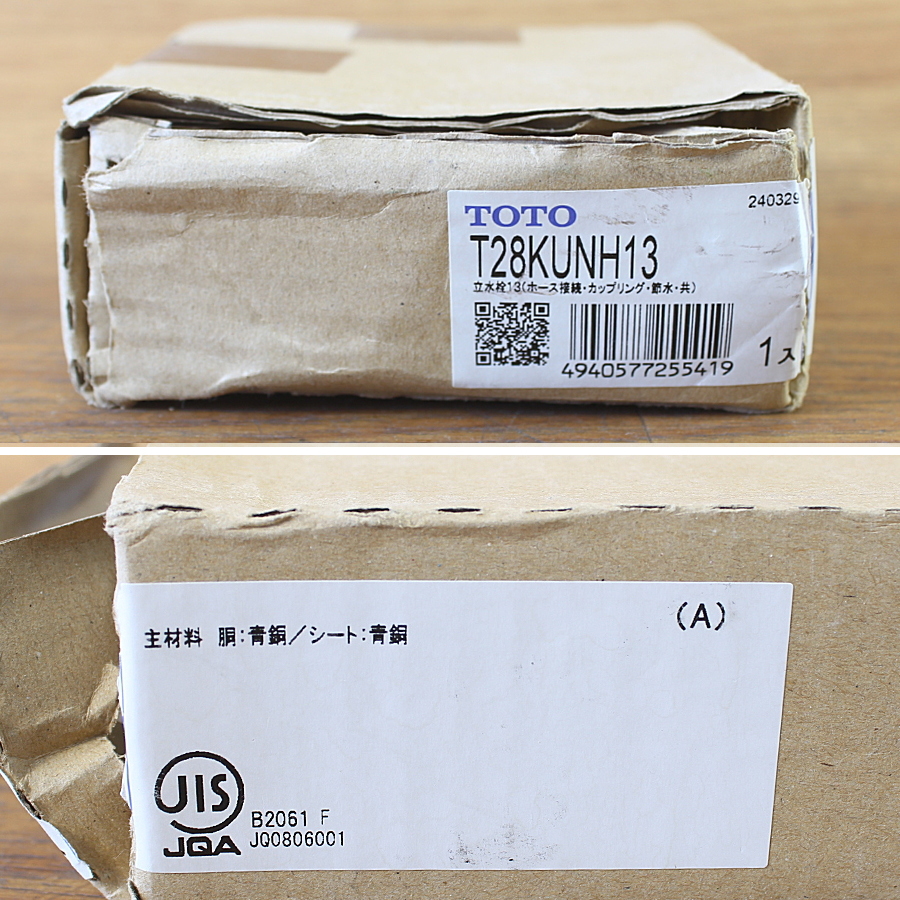 TOTO
240329
T28KUNH13
立水栓13(ホース接続・カップリング・節水・共)
4940577255419
1入
主材料 胴:青銅/シート:青銅
(A)
JIS
JQA
B2061 F
JQ0806001